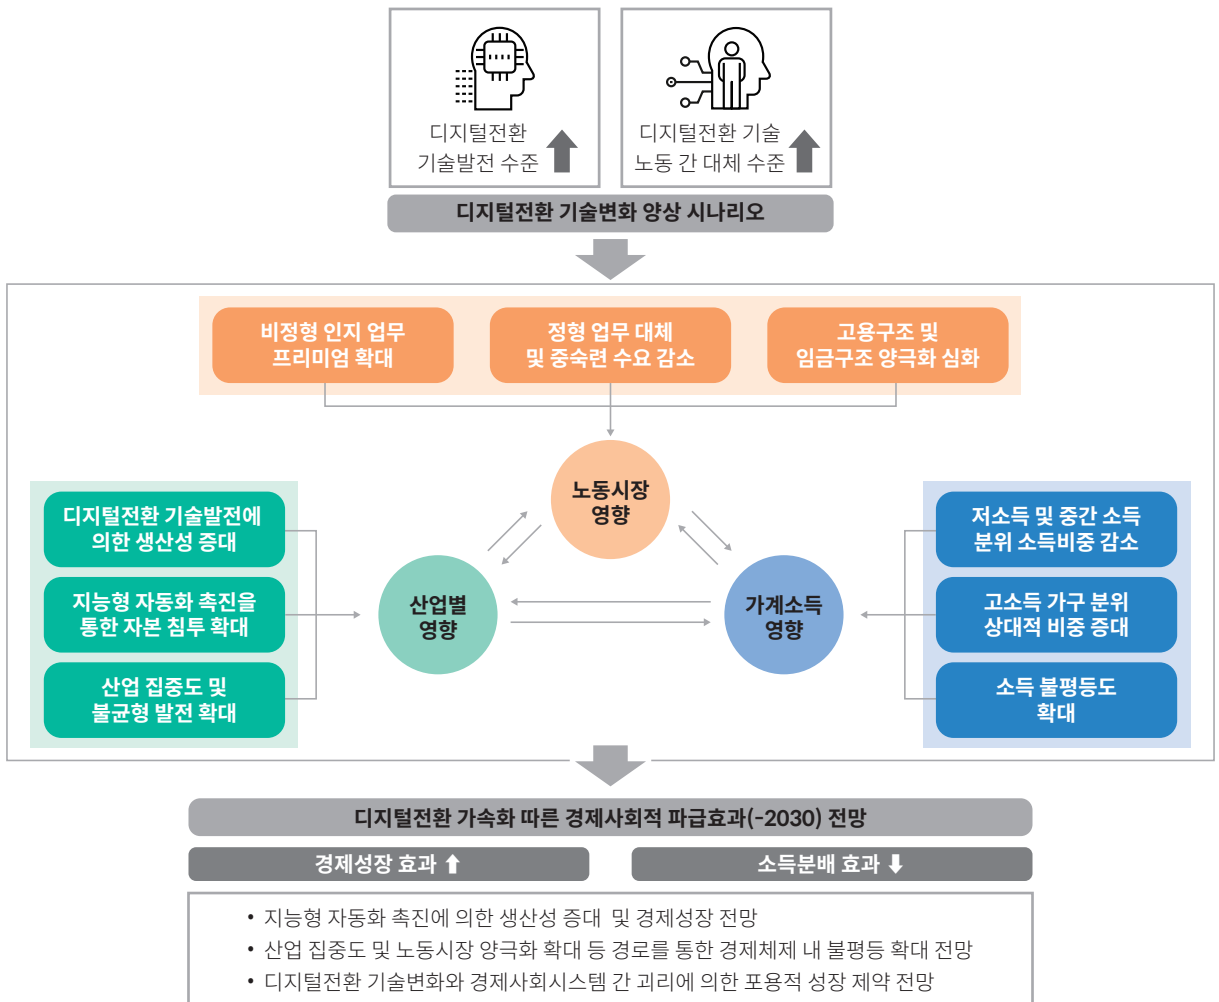 디지털전환
기술발전 수준
디지털전환 기술
노동 간 대체 수준
디지털전환 기술변화 양상 시나리오
비정형 인지 업무
프리미엄 확대
정형 업무 대체
및 중숙련 수요 감소
고용구조 및
임금구조 양극화 심화
노동시장
영향
디지털전환 기술발전에
의한 생산성 증대
지능형 자동화 촉진을
통한 자본 침투 확대
산업 집중도 및
불균형 발전 확대
산업별
영향
가계소득
영향
저소득 및 중간 소득
분위 소득비중 감소
고소득 가구 분위
상대적 비중 증대
소득 불평등도
확대
디지털전환 가속화 따른 경제사회적 파급효과(-2030) 전망
경제성장 효과 ⬆
소득분배 효과 ⬇
• 지능형 자동화 촉진에 의한 생산성 증대 및 경제성장 전망
• 산업 집중도 및 노동시장 양극화 확대 등 경로를 통한 경제체제 내 불평등 확대 전망
• 디지털전환 기술변화와 경제사회시스템 간 괴리에 의한 포용적 성장 제약 전망